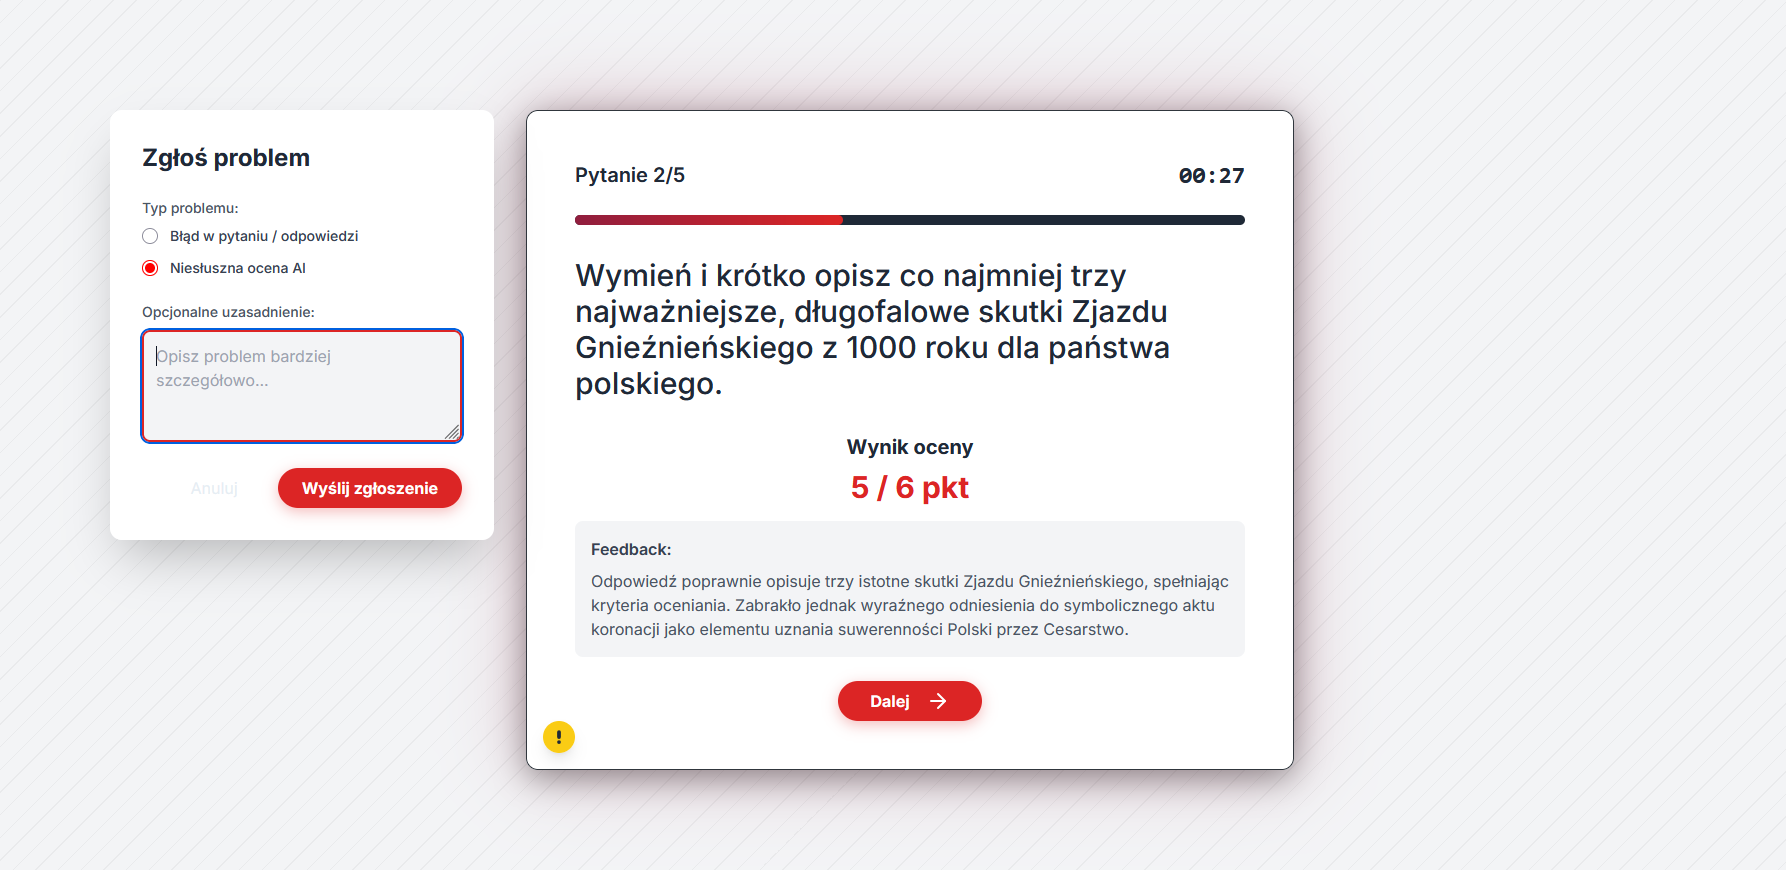 Zgłoś problem
Typ problemu:
Błąd w pytaniu / odpowiedzi
Niesłuszna ocena AI
Opcjonalne uzasadnienie:
Opisz problem bardziej
szczegółowo...
Anuluj
Wyślij zgłoszenie
Pytanie 2/5
00:27
Wymień i krótko opisz co najmniej trzy
najważniejsze, długofalowe skutki Zjazdu
Gnieźnieńskiego z 1000 roku dla państwa
polskiego.
Wynik oceny
5 / 6 pkt
Feedback:
Odpowiedź poprawnie opisuje trzy istotne skutki Zjazdu Gnieźnieńskiego, spełniając
kryteria oceniania. Zabrakło jednak wyraźnego odniesienia do symbolicznego aktu
koronacji jako elementu uznania suwerenności Polski przez Cesarstwo.
Dalej
!